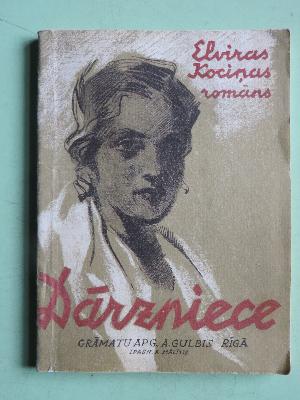 Elviras
Kociņas
romāns
Dārzniece
GRĀMATU APG. A. GULBIS RĪGĀ